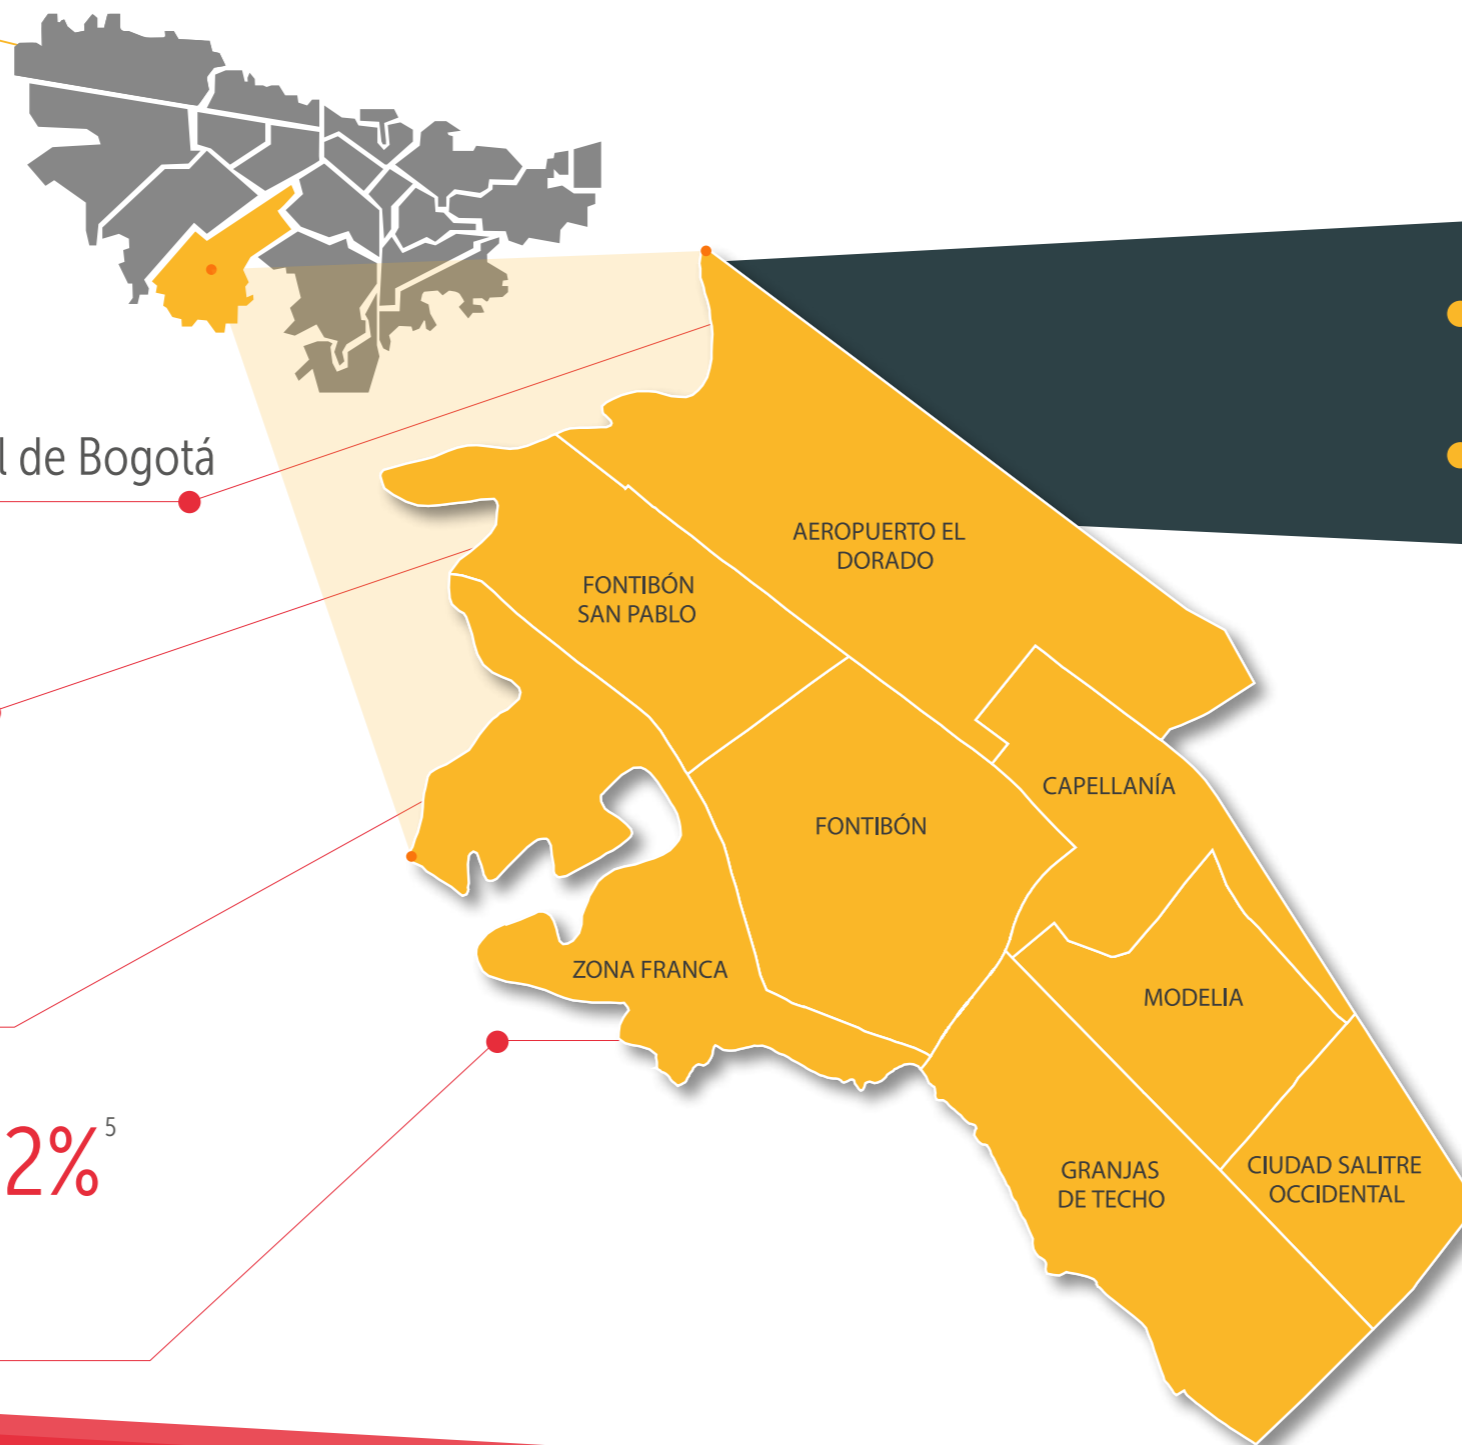 l de Bogotá
AEROPUERTO EL
DORADO
FONTIBÓN
SAN PABLO
CAPELLANÍA
FONTIBÓN
ZONA FRANCA
MODELIA
2%5
GRANJAS
DE TECHO
CIUDAD SALITRE
OCCIDENTAL